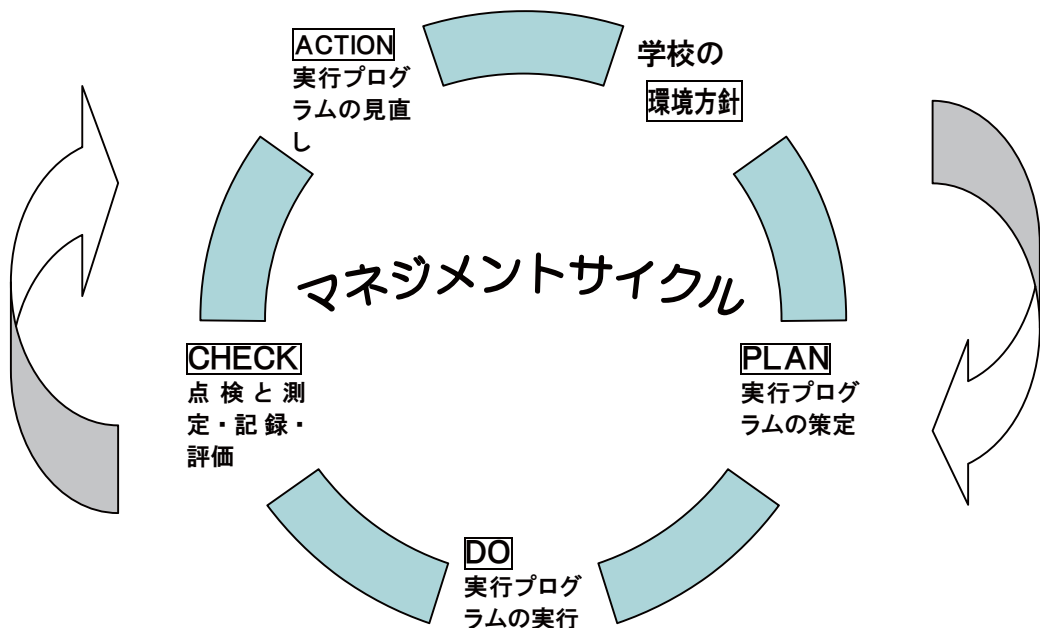 ACTION
実行プログ
ラムの見直
し
学校の
環境方針
マネジメントサイクル
CHECK
点検と測
定・記録・
評価
PLAN
実行プログ
ラムの策定
DO
実行プログ
ラムの実行